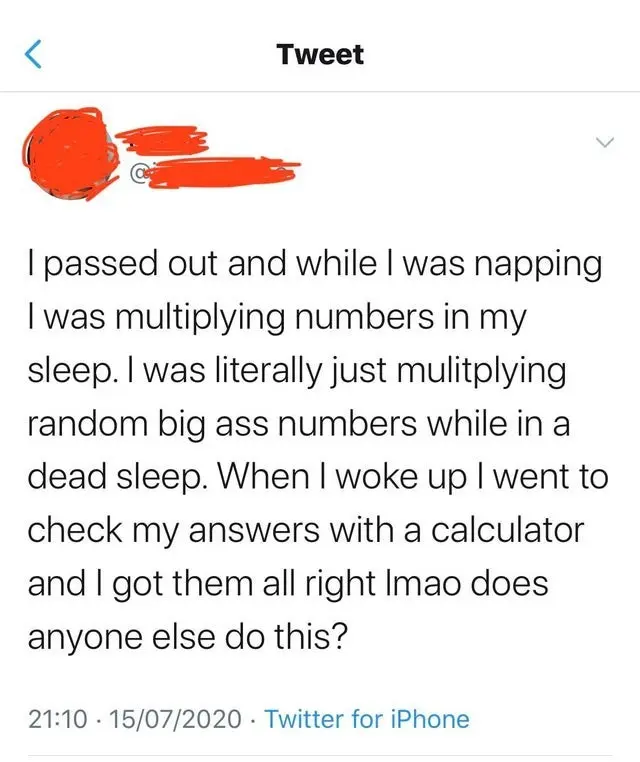 Tweet
@
I passed out and while I was napping
I was multiplying numbers in my
sleep. I was literally just mulitplying
random big ass numbers while in a
dead sleep. When I woke up I went to
check my answers with a calculator
and I got them all right lmao does
anyone else do this?
21:10 · 15/07/2020 · Twitter for iPhone